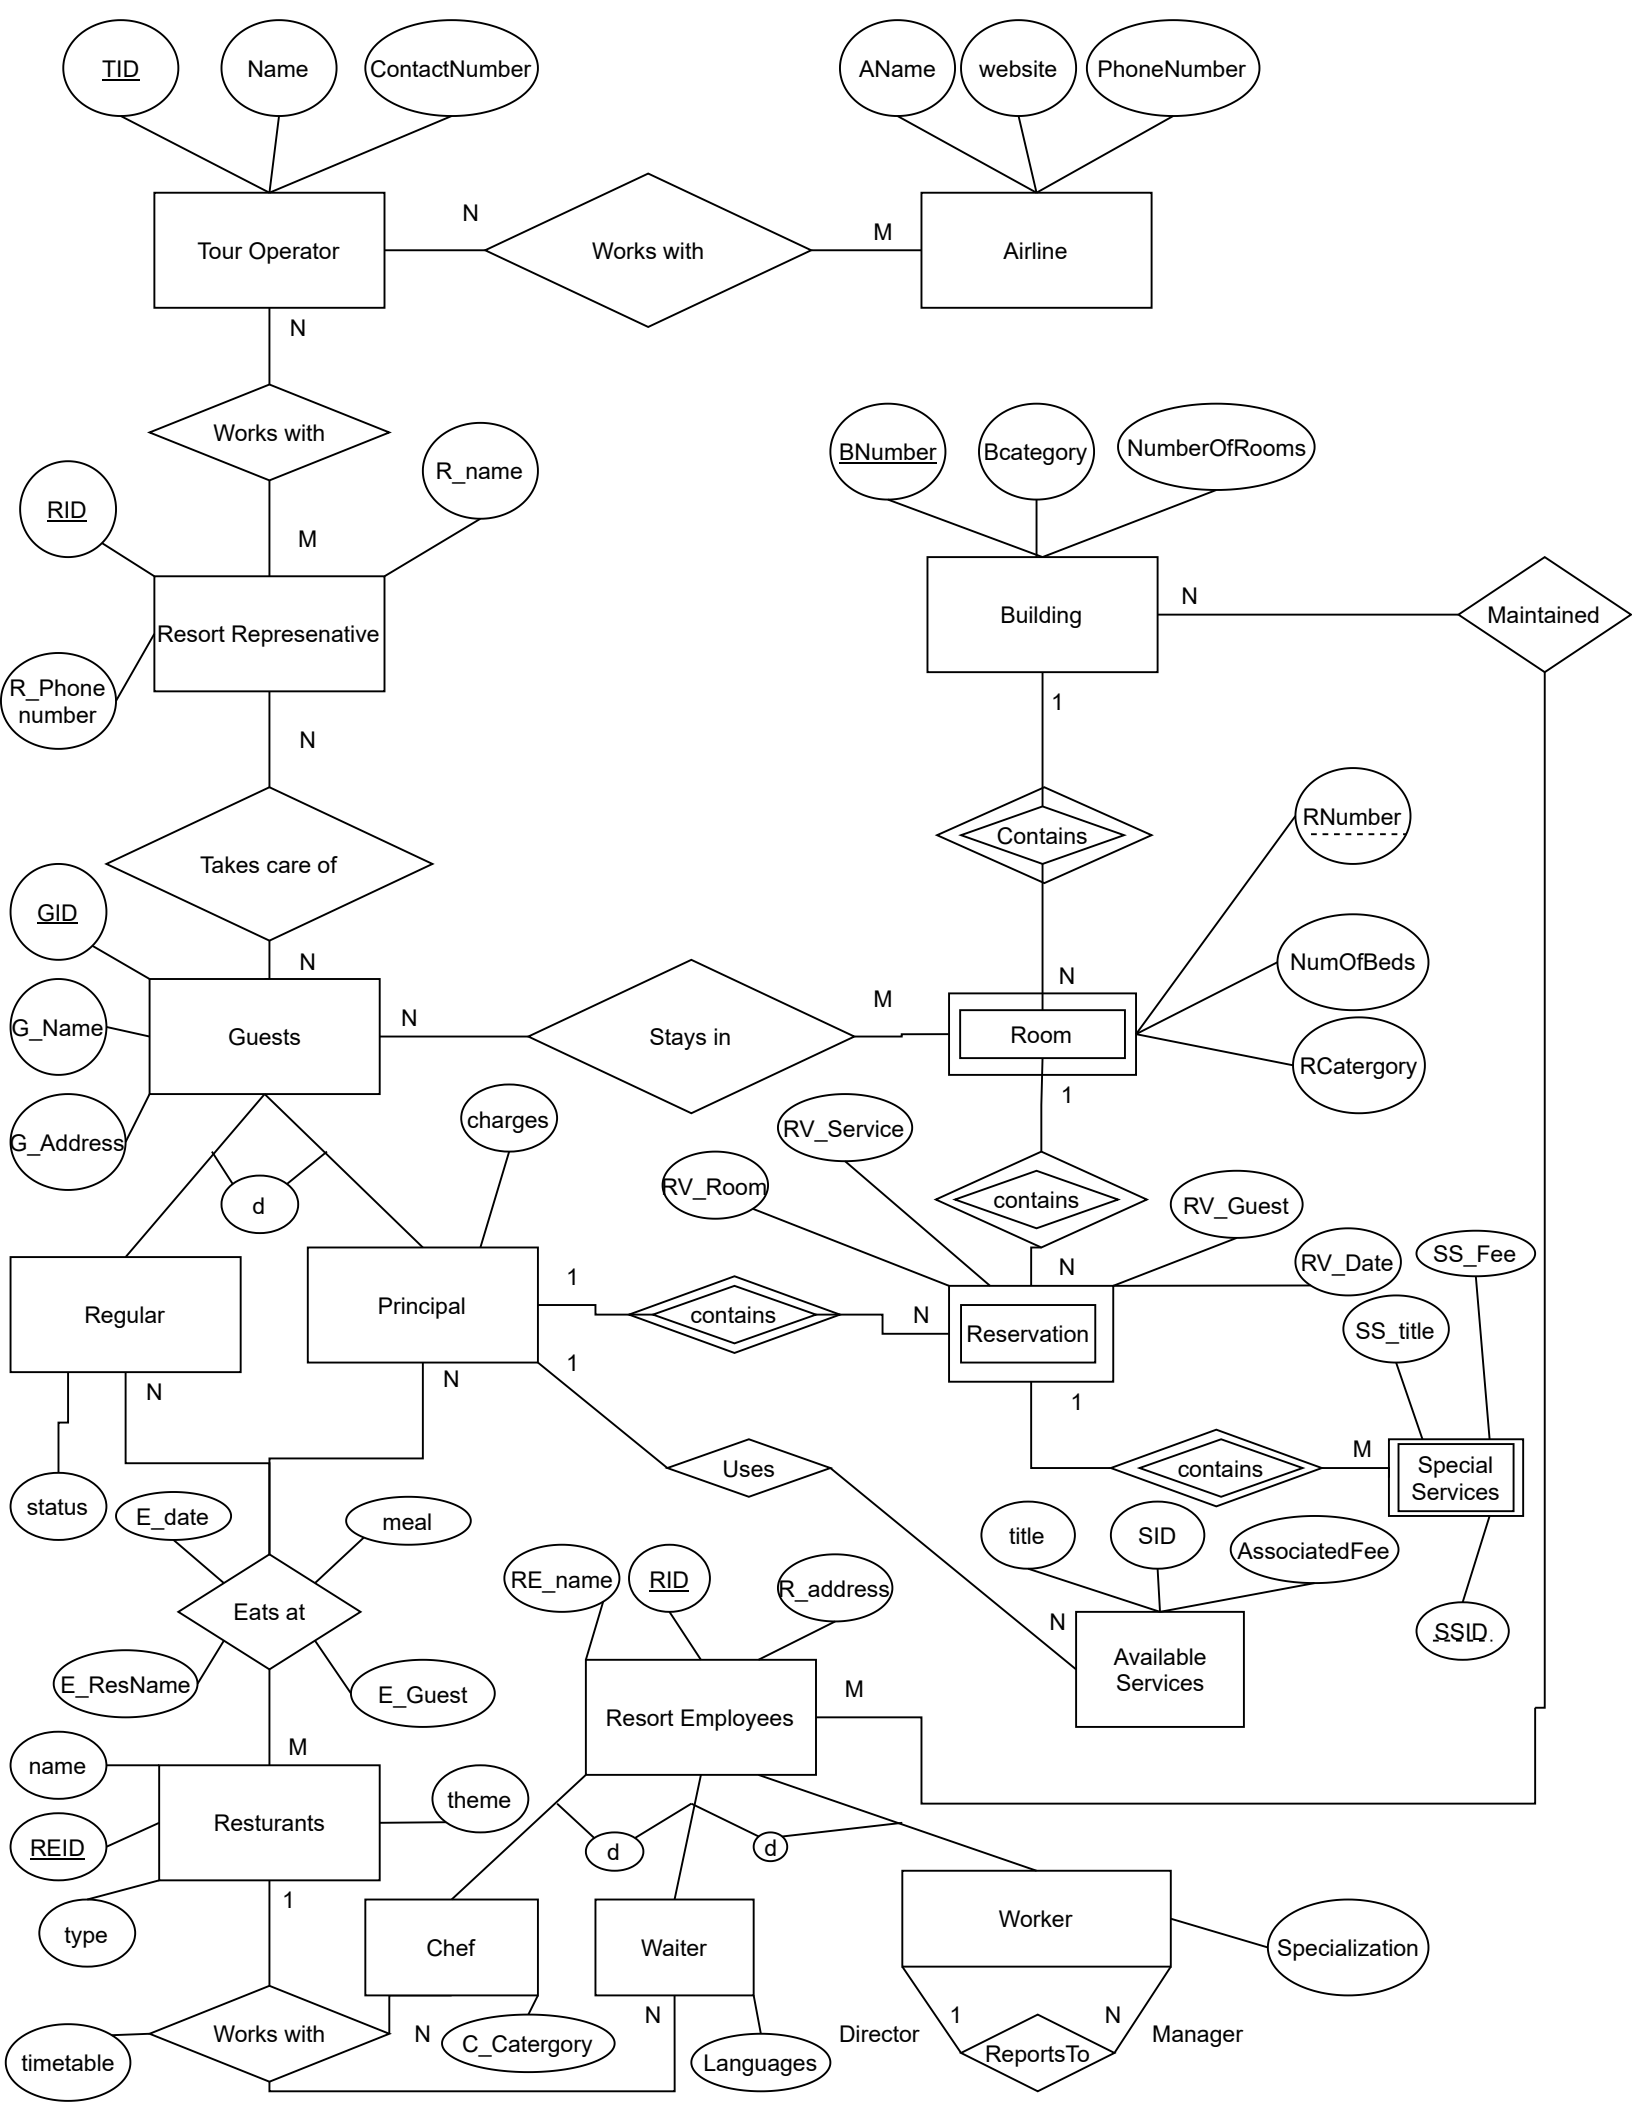 TID
Name
ContactNumber
AName
website
PhoneNumber
N
M
Tour Operator
Works with
Airline
N
Works with
R_name
BNumber
Bcategory
NumberOfRooms
RID
M
N
Building
Maintained
Resort Represenative
R_Phone
number
1
N
RNumber
Contains
Takes care of
GID
N
N
NumOfBeds
N
M
G_Name
Guests
Stays in
Room
RCatergory
1
charges
RV_Service
G_Address
RV_Room
contains
d
RV_Guest
SS_Fee
RV_Date
N
1
Principal
Regular
contains
N
Reservation
SS_title
1
N
N
1
M
contains
Special
Services
Uses
status
E_date
meal
title
SID
AssociatedFee
RE_name
RID
R_address
Eats at
N
SSID
Available
Services
E_ResName
E_Guest
M
Resort Employees
M
name
theme
Resturants
REID
d
d
1
type
Chef
Waiter
Worker
Specialization
N
1
N
Works with
N
C_Catergory
Director
Manager
ReportsTo
timetable
Languages